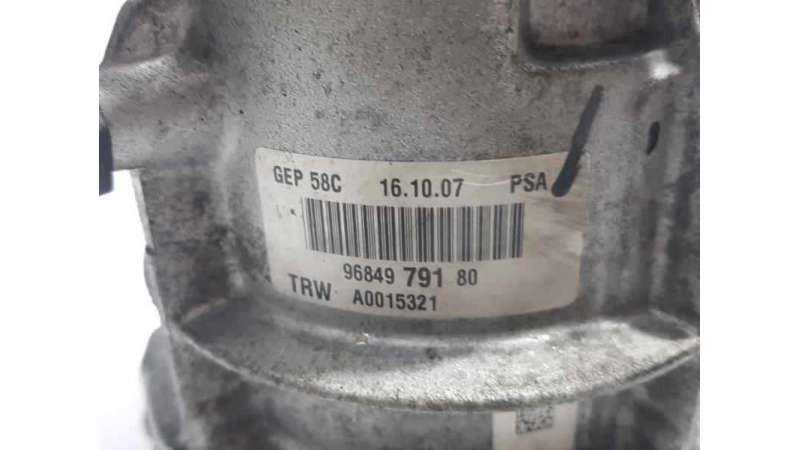 GEP 58C 16.10.07 PSA
96849 791 80
TRW A0015321